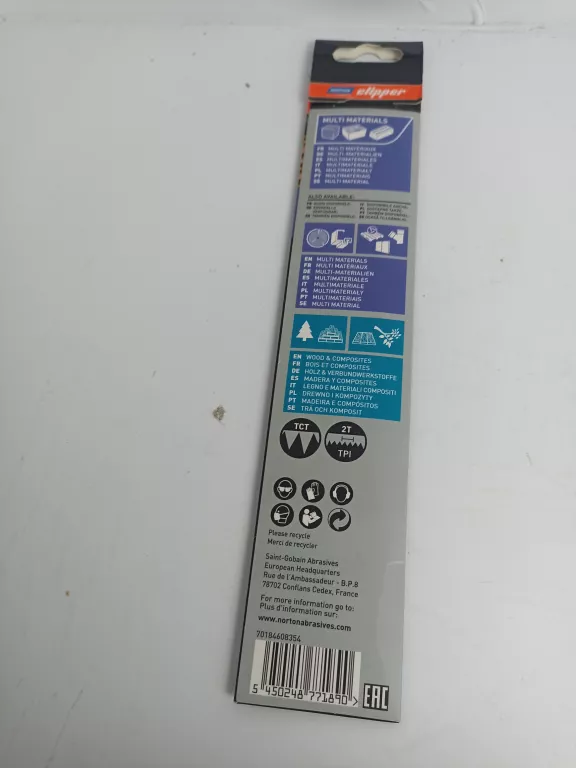 NORTON clipper
MULTI MATERIALS
FR MULTI MATÉRIAUX
DE MULTI-MATERIALIEN
ES MULTIMATERIALES
IT MULTIMATERIALE
PL MULTIMATERIAŁY
PT MULTIMATERIAIS
SE MULTI MATERIAL
ALSO AVAILABLE:
EN MULTI MATERIALS
FR MULTI MATÉRIAUX
DE MULTI-MATERIALIEN
ES MULTIMATERIALES
IT MULTIMATERIALE
PL MULTIMATERIAŁY
PT MULTIMATERIAIS
SE MULTI MATERIAL
EN WOOD & COMPOSITES
FR BOIS ET COMPOSITES
DE HOLZ & VERBUNDWERKSTOFFE
ES MADERA Y COMPOSITES
IT LEGNO E MATERIALI COMPOSITI
PL DREWNO I KOMPOZYTY
PT MADEIRA E COMPÓSITOS
SE TRÄ OCH KOMPOSIT
TCT
2T
TPI
Please recycle
Merci de recycler
Saint-Gobain Abrasives
European Headquarters
Rue de l'Ambassadeur - B.P.8
78702 Conflans Cedex, France
For more information go to:
Plus d'information sur:
www.nortonabrasives.com
70184608354
5 450248 771890 >
EAC